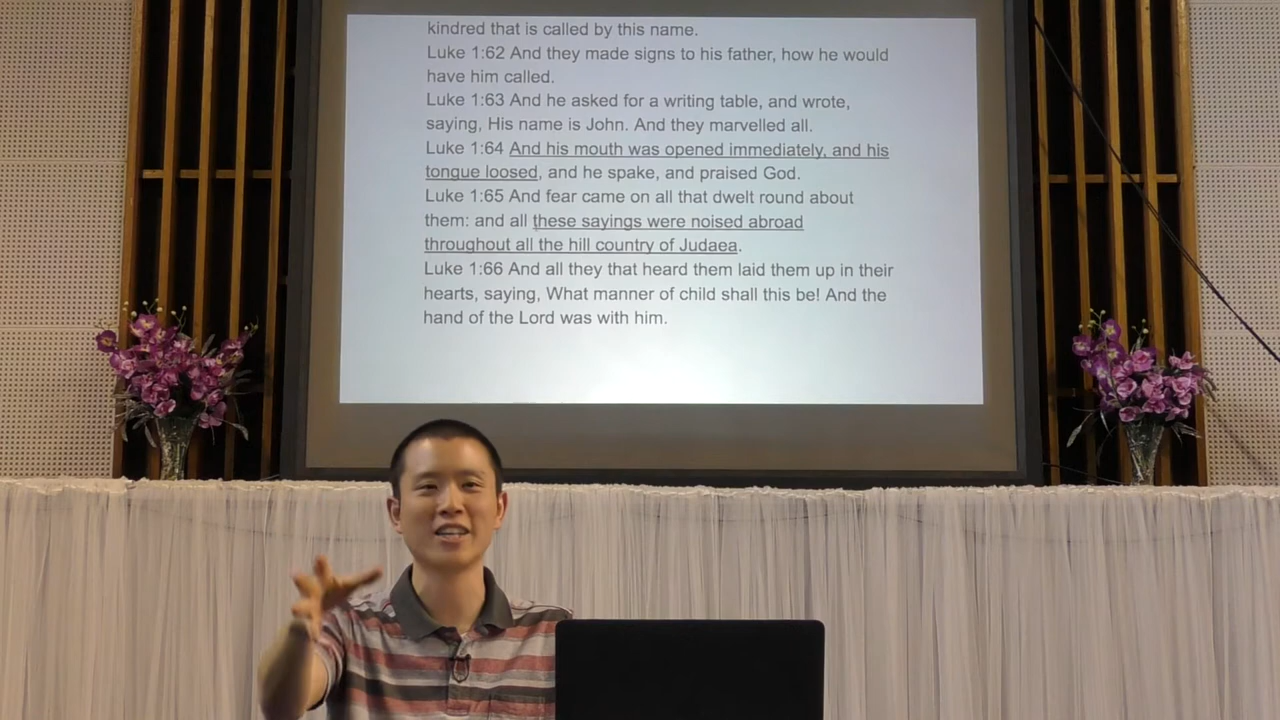 kindred that is called by this name.
Luke 1:62 And they made signs to his father, how he would
have him called.
Luke 1:63 And he asked for a writing table, and wrote,
saying, His name is John. And they marvelled all.
Luke 1:64 And his mouth was opened immediately, and his
tongue loosed, and he spake, and praised God.
Luke 1:65 And fear came on all that dwelt round about
them: and all these sayings were noised abroad
throughout all the hill country of Judaea.
Luke 1:66 And all they that heard them laid them up in their
hearts, saying, What manner of child shall this be! And the
hand of the Lord was with him.